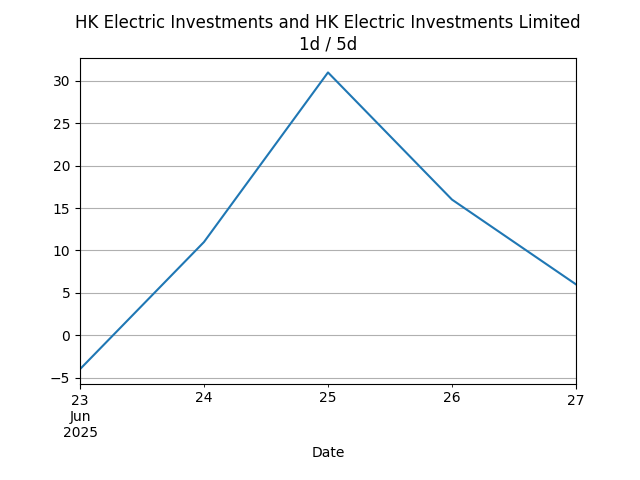 HK Electric Investments and HK Electric Investments Limited
1d / 5d
30
25
20
15
10
5
0
−5
23 24 25 26 27
Jun
2025
Date